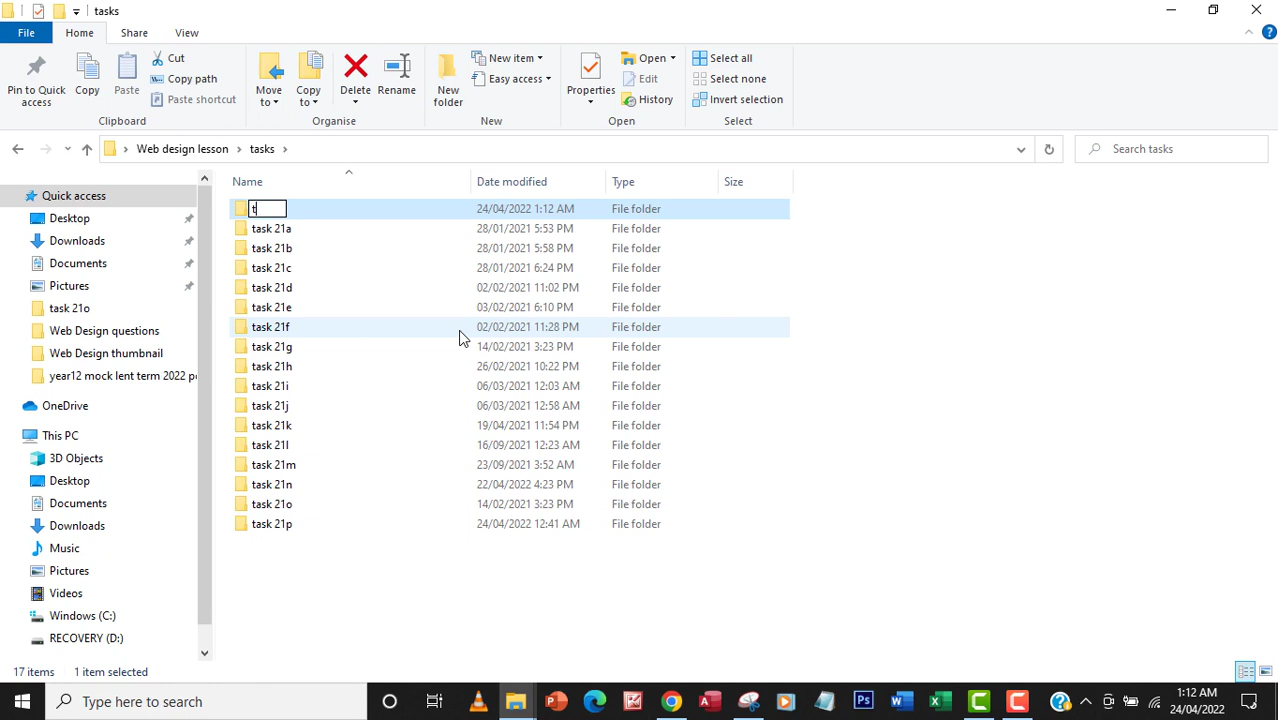 tasks
File
Home
Share
View
Pin to Quick access
Copy
Paste
Cut
Copy path
Paste shortcut
Clipboard
Move to
Copy to
Delete
Rename
Organise
New folder
New item
Easy access
New
Properties
Open
Edit
History
Open
Select all
Select none
Invert selection
Select
Web design lesson > tasks >
Search tasks
Quick access
Desktop
Downloads
Documents
Pictures
task 21o
Web Design questions
Web Design thumbnail
year12 mock lent term 2022 p
OneDrive
This PC
3D Objects
Desktop
Documents
Downloads
Music
Pictures
Videos
Windows (C:)
RECOVERY (D:)
Name Date modified Type Size
t 24/04/2022 1:12 AM File folder
task 21a 28/01/2021 5:53 PM File folder
task 21b 28/01/2021 5:58 PM File folder
task 21c 28/01/2021 6:24 PM File folder
task 21d 02/02/2021 11:02 PM File folder
task 21e 03/02/2021 6:10 PM File folder
task 21f 02/02/2021 11:28 PM File folder
task 21g 14/02/2021 3:23 PM File folder
task 21h 26/02/2021 10:22 PM File folder
task 21i 06/03/2021 12:03 AM File folder
task 21j 06/03/2021 12:58 AM File folder
task 21k 19/04/2021 11:54 PM File folder
task 21l 16/09/2021 12:23 AM File folder
task 21m 23/09/2021 3:52 AM File folder
task 21n 22/04/2022 4:23 PM File folder
task 21o 14/02/2021 3:23 PM File folder
task 21p 24/04/2022 12:41 AM File folder
17 items 1 item selected
Type here to search
1:12 AM
24/04/2022